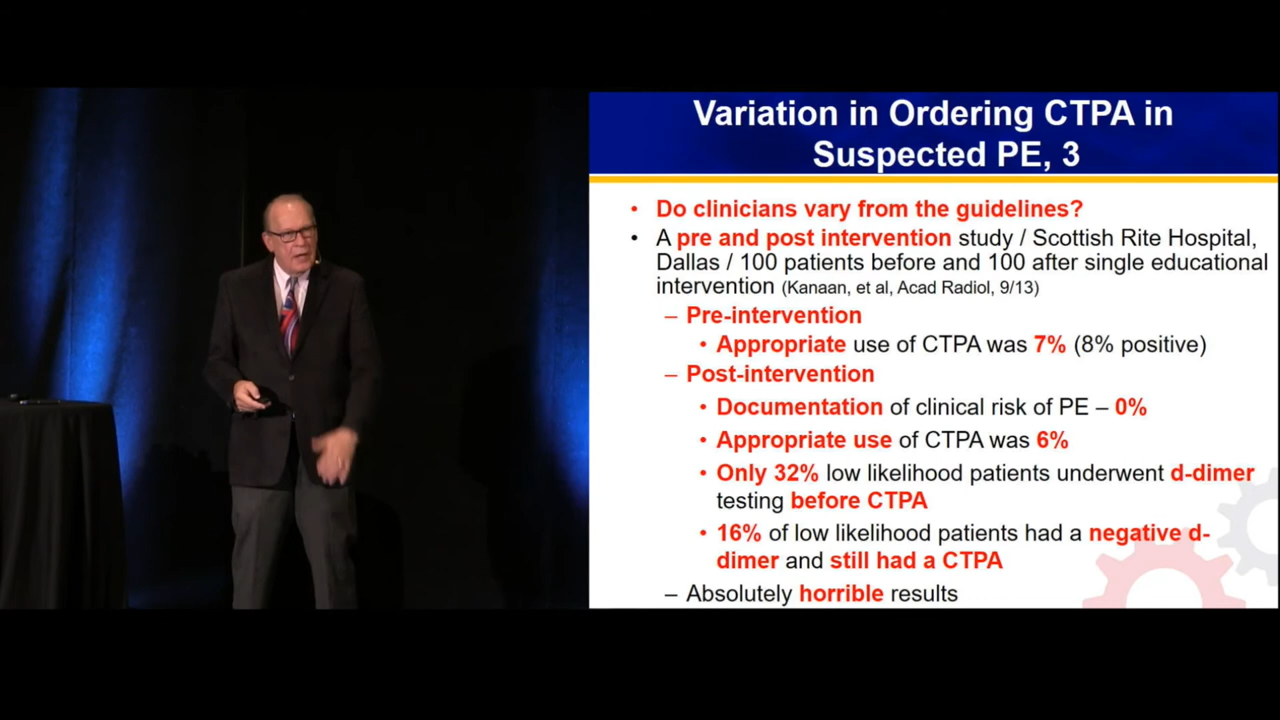 Variation in Ordering CTPA in
Suspected PE, 3
• Do clinicians vary from the guidelines?
• A pre and post intervention study / Scottish Rite Hospital,
Dallas / 100 patients before and 100 after single educational
intervention (Kanaan, et al, Acad Radiol, 9/13)
– Pre-intervention
• Appropriate use of CTPA was 7% (8% positive)
– Post-intervention
• Documentation of clinical risk of PE – 0%
• Appropriate use of CTPA was 6%
• Only 32% low likelihood patients underwent d-dimer
testing before CTPA
• 16% of low likelihood patients had a negative d-
dimer and still had a CTPA
– Absolutely horrible results